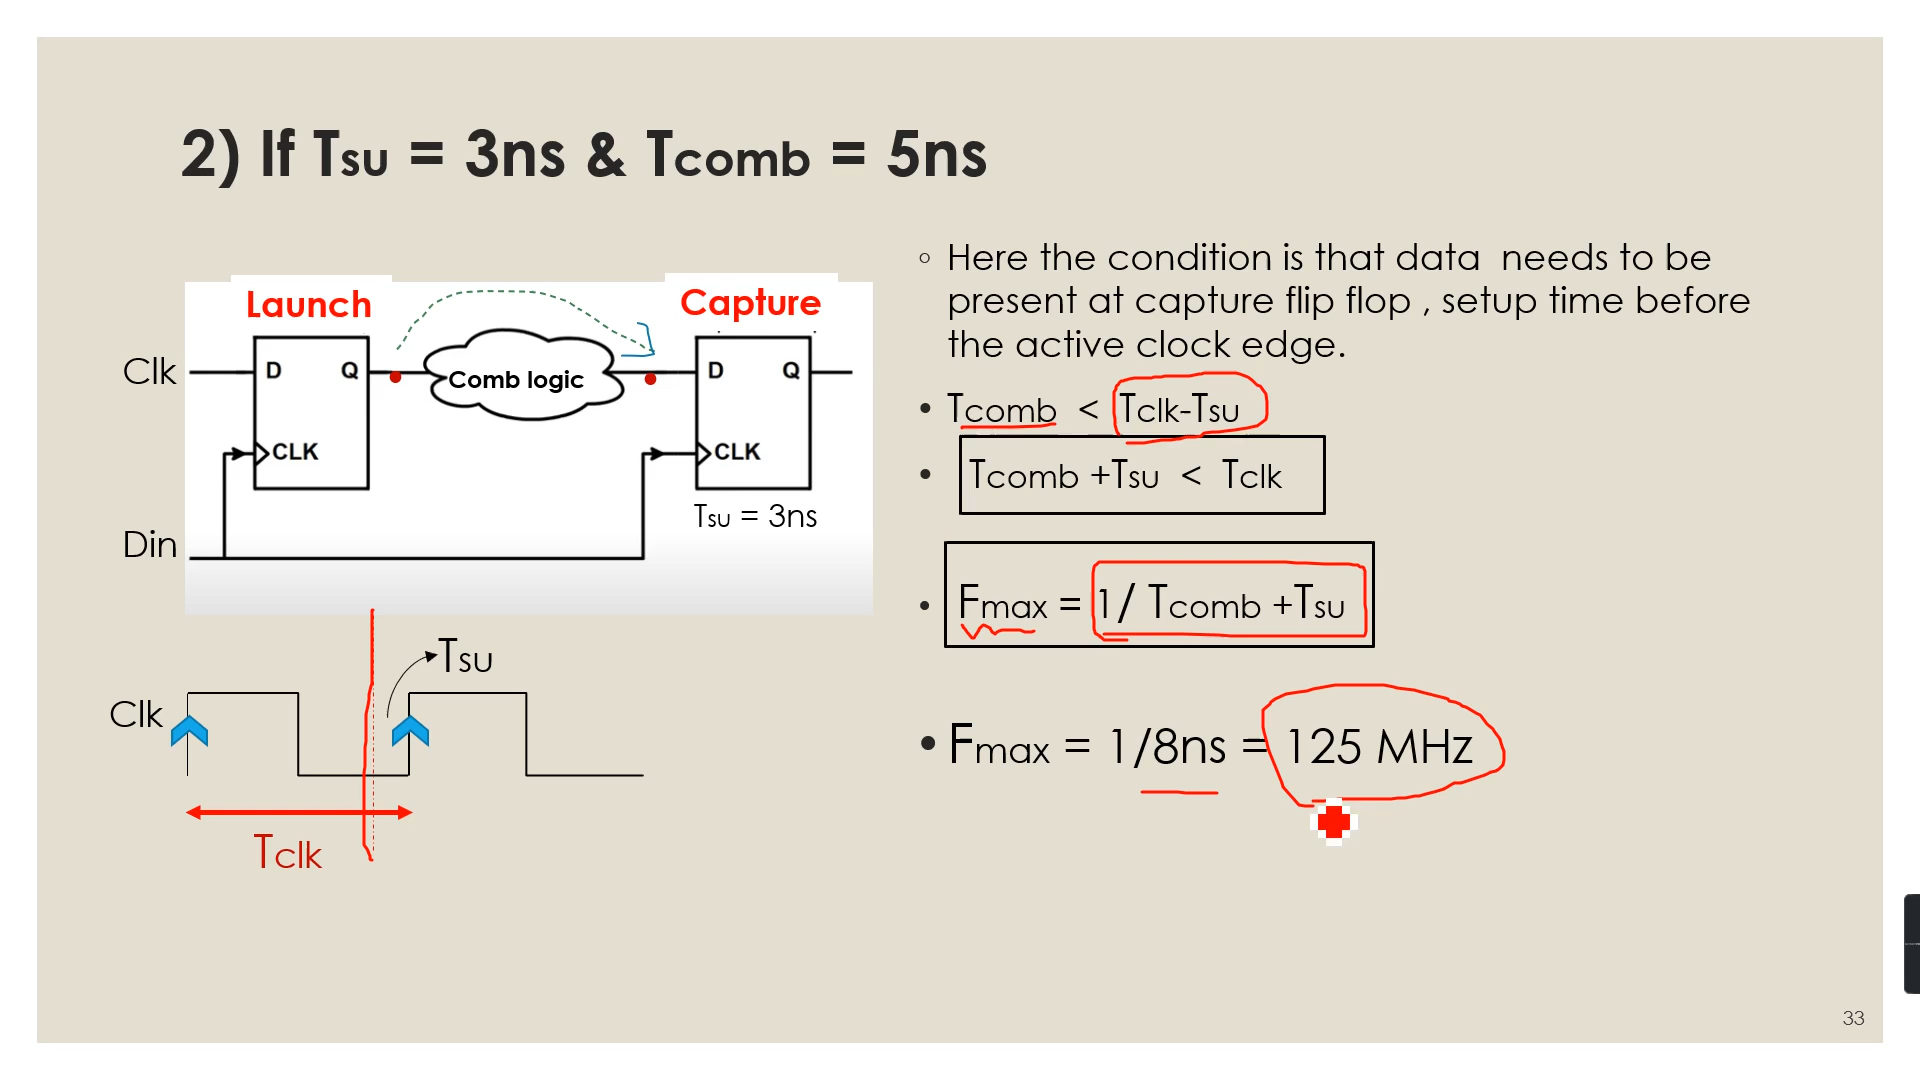 2) If Tsu = 3ns & Tcomb = 5ns
Launch
Capture
Clk
D Q
Comb logic
D Q
CLK
CLK
Tsu = 3ns
Din
Tsu
Clk
Tclk
Here the condition is that data needs to be
present at capture flip flop , setup time before
the active clock edge.
Tcomb < Tclk-Tsu
Tcomb +Tsu < Tclk
Fmax = 1/ Tcomb +Tsu
Fmax = 1/8ns = 125 MHz
33